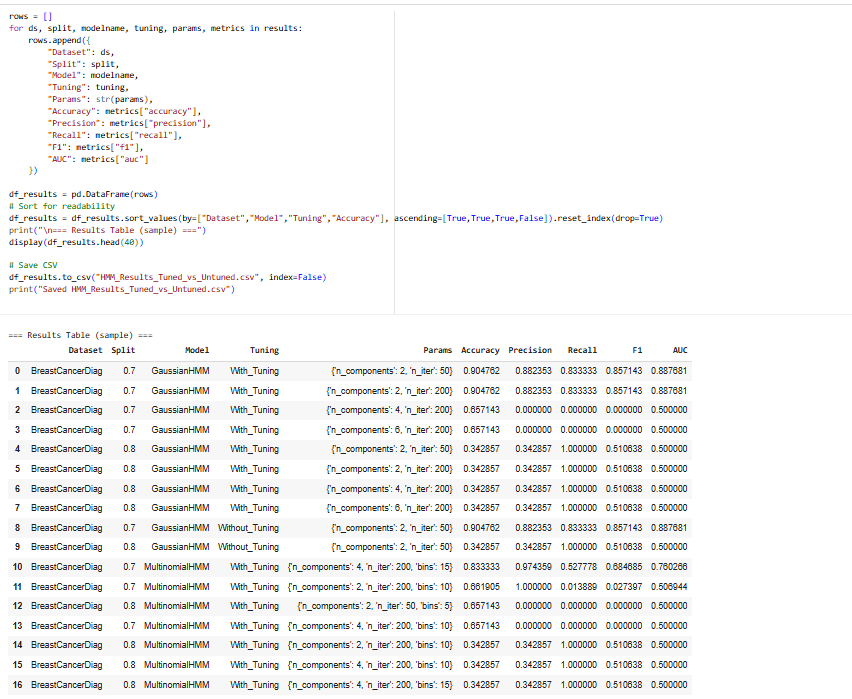 rows = []
for ds, split, modelname, tuning, params, metrics in results:
    rows.append({
        "Dataset": ds,
        "Split": split,
        "Model": modelname,
        "Tuning": tuning,
        "Params": str(params),
        "Accuracy": metrics["accuracy"],
        "Precision": metrics["precision"],
        "Recall": metrics["recall"],
        "F1": metrics["f1"],
        "AUC": metrics["auc"]
    })
df_results = pd.DataFrame(rows)
# Sort for readability
df_results = df_results.sort_values(by=["Dataset","Model","Tuning","Accuracy"], ascending=[True,True,True,False]).reset_index(drop=True)
print("\n=== Results Table (sample) ===")
display(df_results.head(40))
# Save CSV
df_results.to_csv("HMM_Results_Tuned_vs_Untuned.csv", index=False)
print("Saved HMM_Results_Tuned_vs_Untuned.csv")
=== Results Table (sample) ===
Dataset Split Model Tuning Params Accuracy Precision Recall F1 AUC
0 BreastCancerDiag 0.7 GaussianHMM With_Tuning {'n_components': 2, 'n_iter': 50} 0.904762 0.882353 0.833333 0.857143 0.887681
1 BreastCancerDiag 0.7 GaussianHMM With_Tuning {'n_components': 2, 'n_iter': 200} 0.904762 0.882353 0.833333 0.857143 0.887681
2 BreastCancerDiag 0.7 GaussianHMM With_Tuning {'n_components': 4, 'n_iter': 200} 0.657143 0.000000 0.000000 0.000000 0.500000
3 BreastCancerDiag 0.7 GaussianHMM With_Tuning {'n_components': 6, 'n_iter': 200} 0.657143 0.000000 0.000000 0.000000 0.500000
4 BreastCancerDiag 0.8 GaussianHMM With_Tuning {'n_components': 2, 'n_iter': 50} 0.342857 0.342857 1.000000 0.510638 0.500000
5 BreastCancerDiag 0.8 GaussianHMM With_Tuning {'n_components': 2, 'n_iter': 200} 0.342857 0.342857 1.000000 0.510638 0.500000
6 BreastCancerDiag 0.8 GaussianHMM With_Tuning {'n_components': 4, 'n_iter': 200} 0.342857 0.342857 1.000000 0.510638 0.500000
7 BreastCancerDiag 0.8 GaussianHMM With_Tuning {'n_components': 6, 'n_iter': 200} 0.342857 0.342857 1.000000 0.510638 0.500000
8 BreastCancerDiag 0.7 GaussianHMM Without_Tuning {'n_components': 2, 'n_iter': 50} 0.904762 0.882353 0.833333 0.857143 0.887681
9 BreastCancerDiag 0.8 GaussianHMM Without_Tuning {'n_components': 2, 'n_iter': 50} 0.342857 0.342857 1.000000 0.510638 0.500000
10 BreastCancerDiag 0.7 MultinomialHMM With_Tuning {'n_components': 4, 'n_iter': 200, 'bins': 15} 0.833333 0.974359 0.527778 0.684685 0.760266
11 BreastCancerDiag 0.7 MultinomialHMM With_Tuning {'n_components': 2, 'n_iter': 200, 'bins': 10} 0.661905 1.000000 0.013889 0.027397 0.506944
12 BreastCancerDiag 0.8 MultinomialHMM With_Tuning {'n_components': 2, 'n_iter': 50, 'bins': 5} 0.657143 0.000000 0.000000 0.000000 0.500000
13 BreastCancerDiag 0.7 MultinomialHMM With_Tuning {'n_components': 4, 'n_iter': 200, 'bins': 10} 0.657143 0.000000 0.000000 0.000000 0.500000
14 BreastCancerDiag 0.8 MultinomialHMM With_Tuning {'n_components': 2, 'n_iter': 200, 'bins': 10} 0.342857 0.342857 1.000000 0.510638 0.500000
15 BreastCancerDiag 0.8 MultinomialHMM With_Tuning {'n_components': 4, 'n_iter': 200, 'bins': 10} 0.342857 0.342857 1.000000 0.510638 0.500000
16 BreastCancerDiag 0.8 MultinomialHMM With_Tuning {'n_components': 4, 'n_iter': 200, 'bins': 15} 0.342857 0.342857 1.000000 0.510638 0.500000